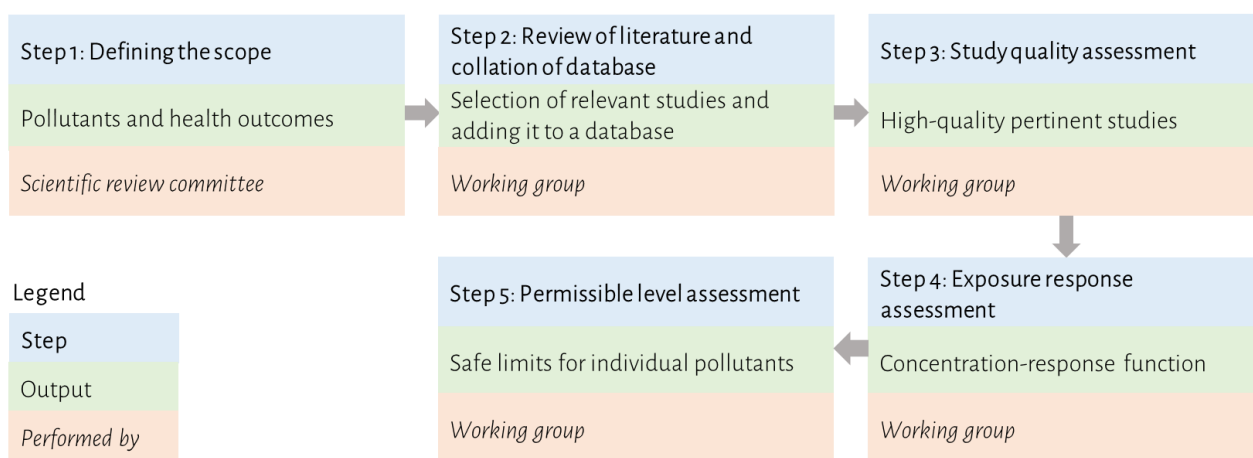 Step 1: Defining the scope
Pollutants and health outcomes
Scientific review committee
Step 2: Review of literature and
collation of database
Selection of relevant studies and
adding it to a database
Working group
Step 3: Study quality assessment
High-quality pertinent studies
Working group
Step 4: Exposure response
assessment
Concentration-response function
Working group
Step 5: Permissible level assessment
Safe limits for individual pollutants
Working group
Legend
Step
Output
Performed by